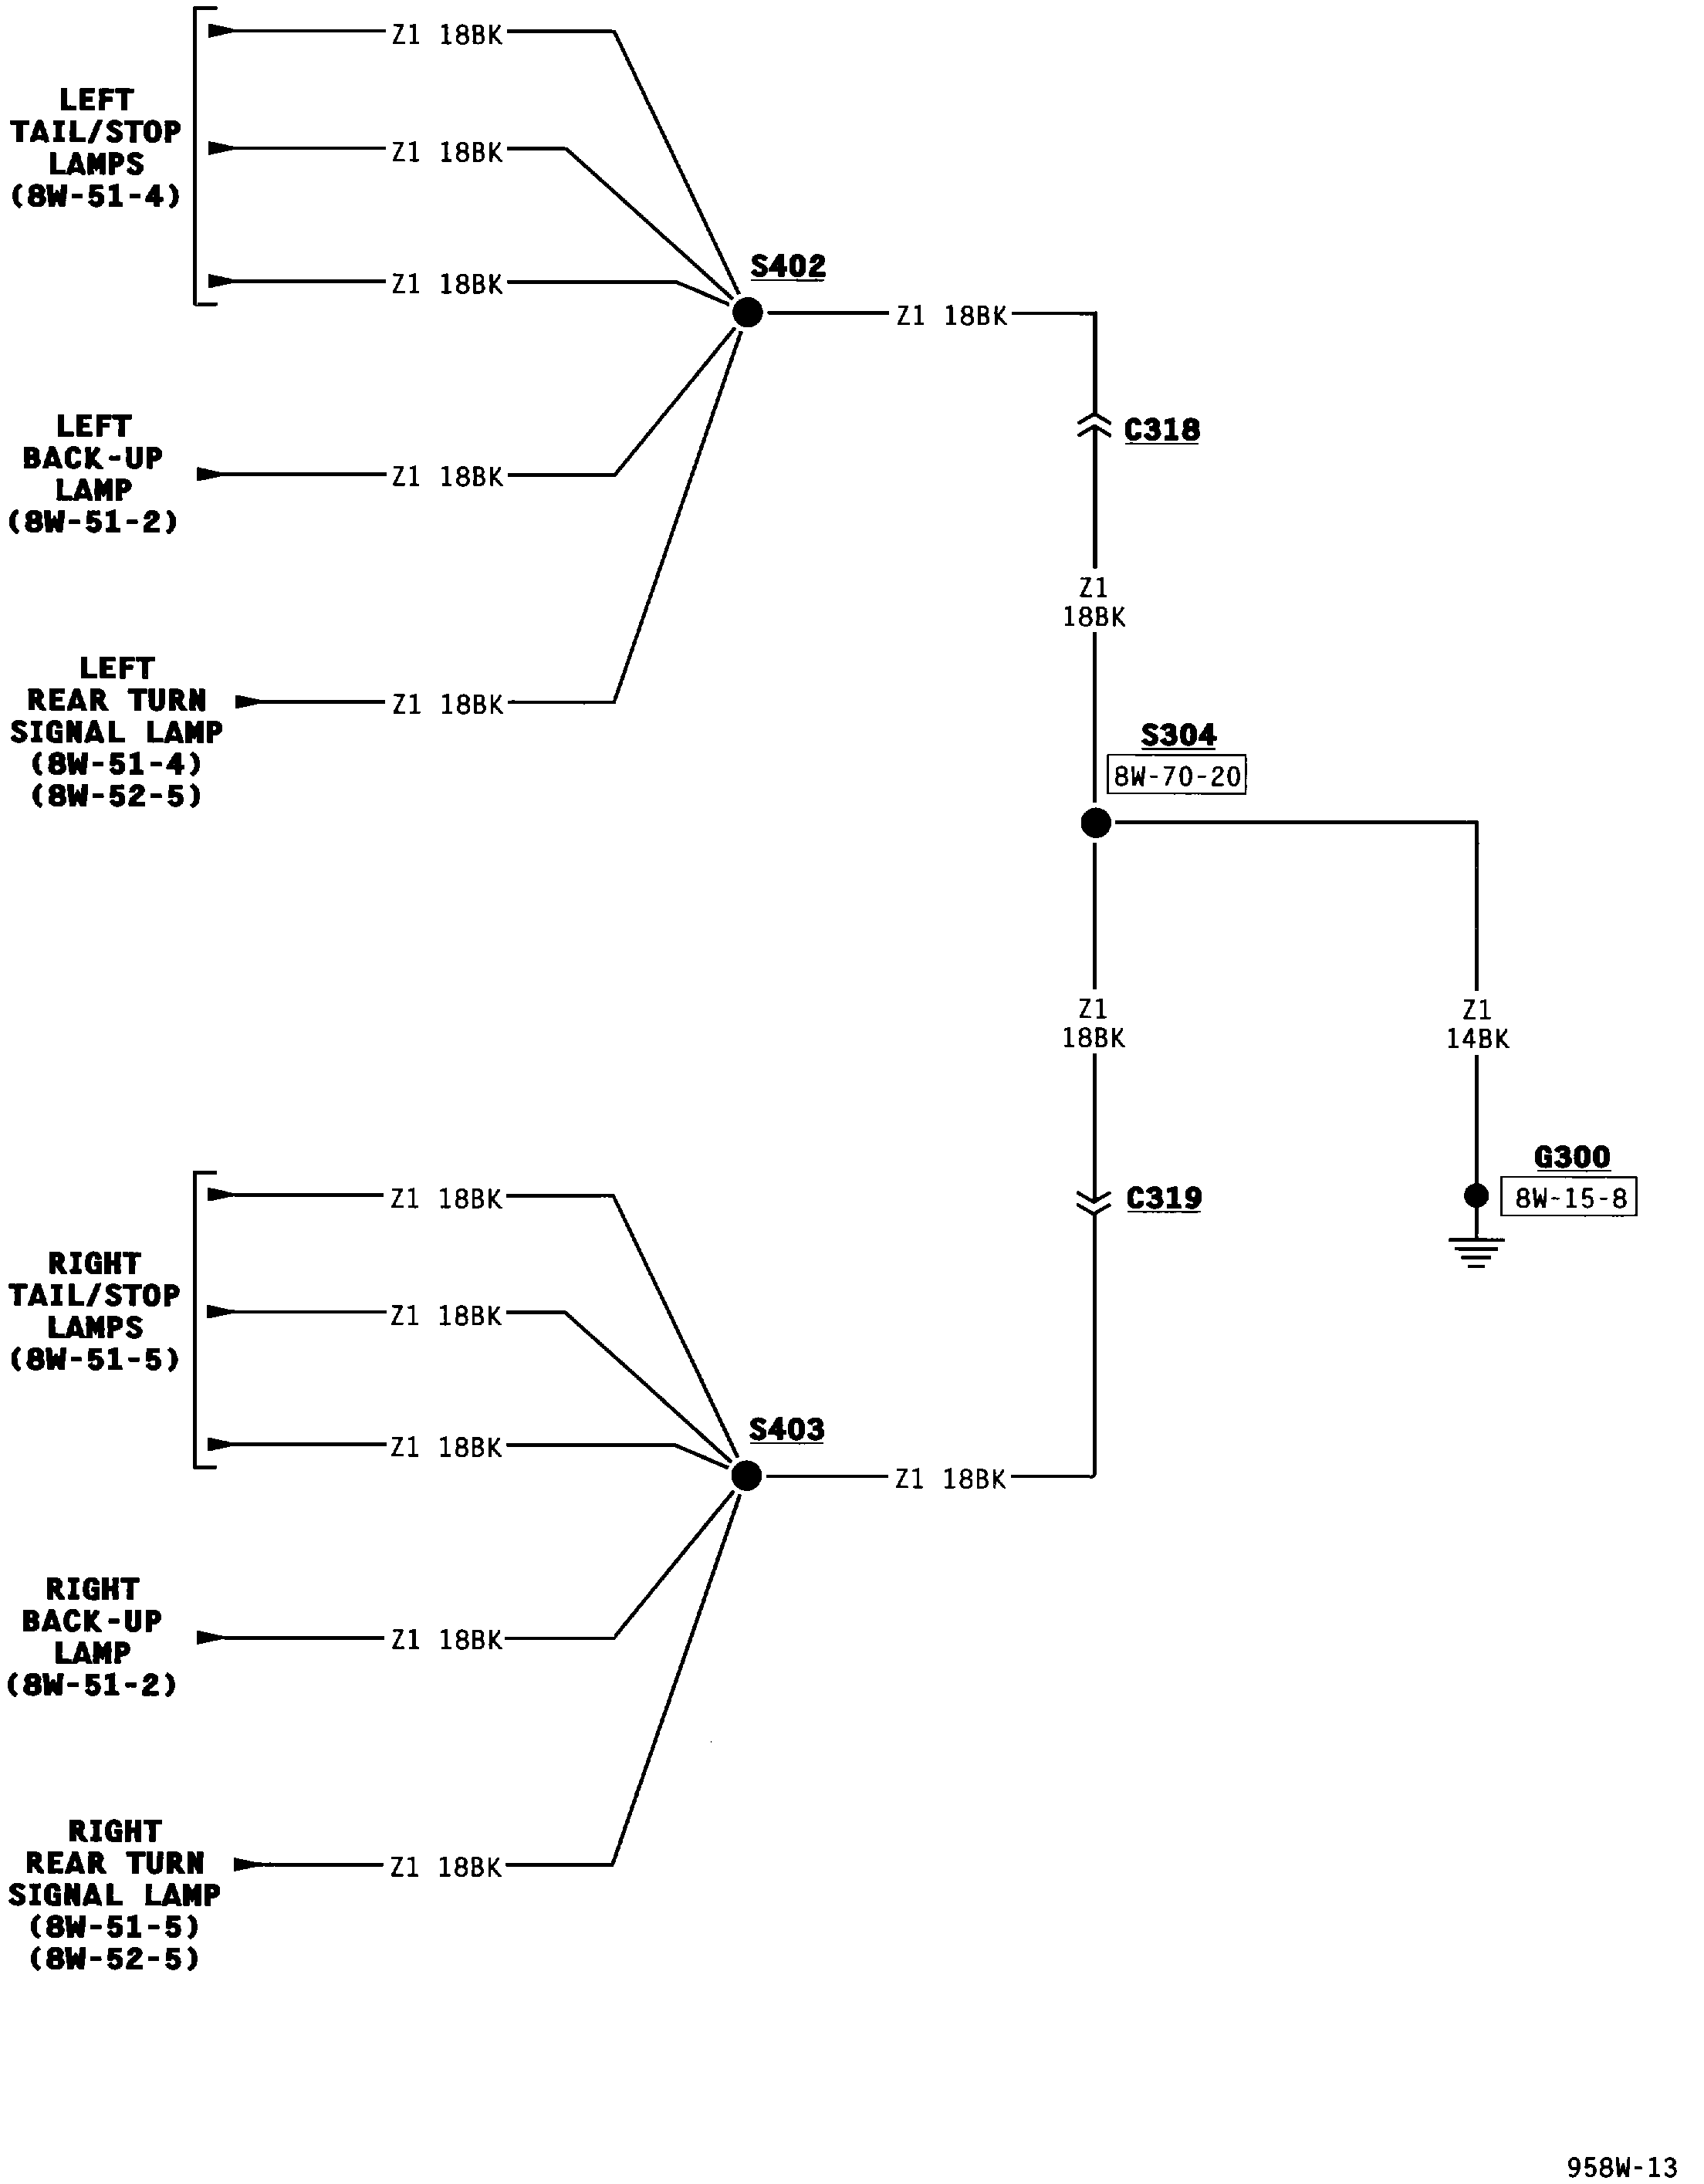 Z1 18BK
LEFT
TAIL/STOP
LAMPS
(8W-51-4)
Z1 18BK
Z1 18BK
S402
Z1 18BK
C318
LEFT
BACK-UP
LAMP
(8W-51-2)
Z1 18BK
Z1
18BK
LEFT
REAR TURN
SIGNAL LAMP
(8W-51-4)
(8W-52-5)
Z1 18BK
S304
8W-70-20
Z1
18BK
Z1
14BK
G300
8W-15-8
C319
Z1 18BK
RIGHT
TAIL/STOP
LAMPS
(8W-51-5)
Z1 18BK
Z1 18BK
S403
Z1 18BK
RIGHT
BACK-UP
LAMP
(8W-51-2)
Z1 18BK
RIGHT
REAR TURN
SIGNAL LAMP
(8W-51-5)
(8W-52-5)
Z1 18BK
958W-13